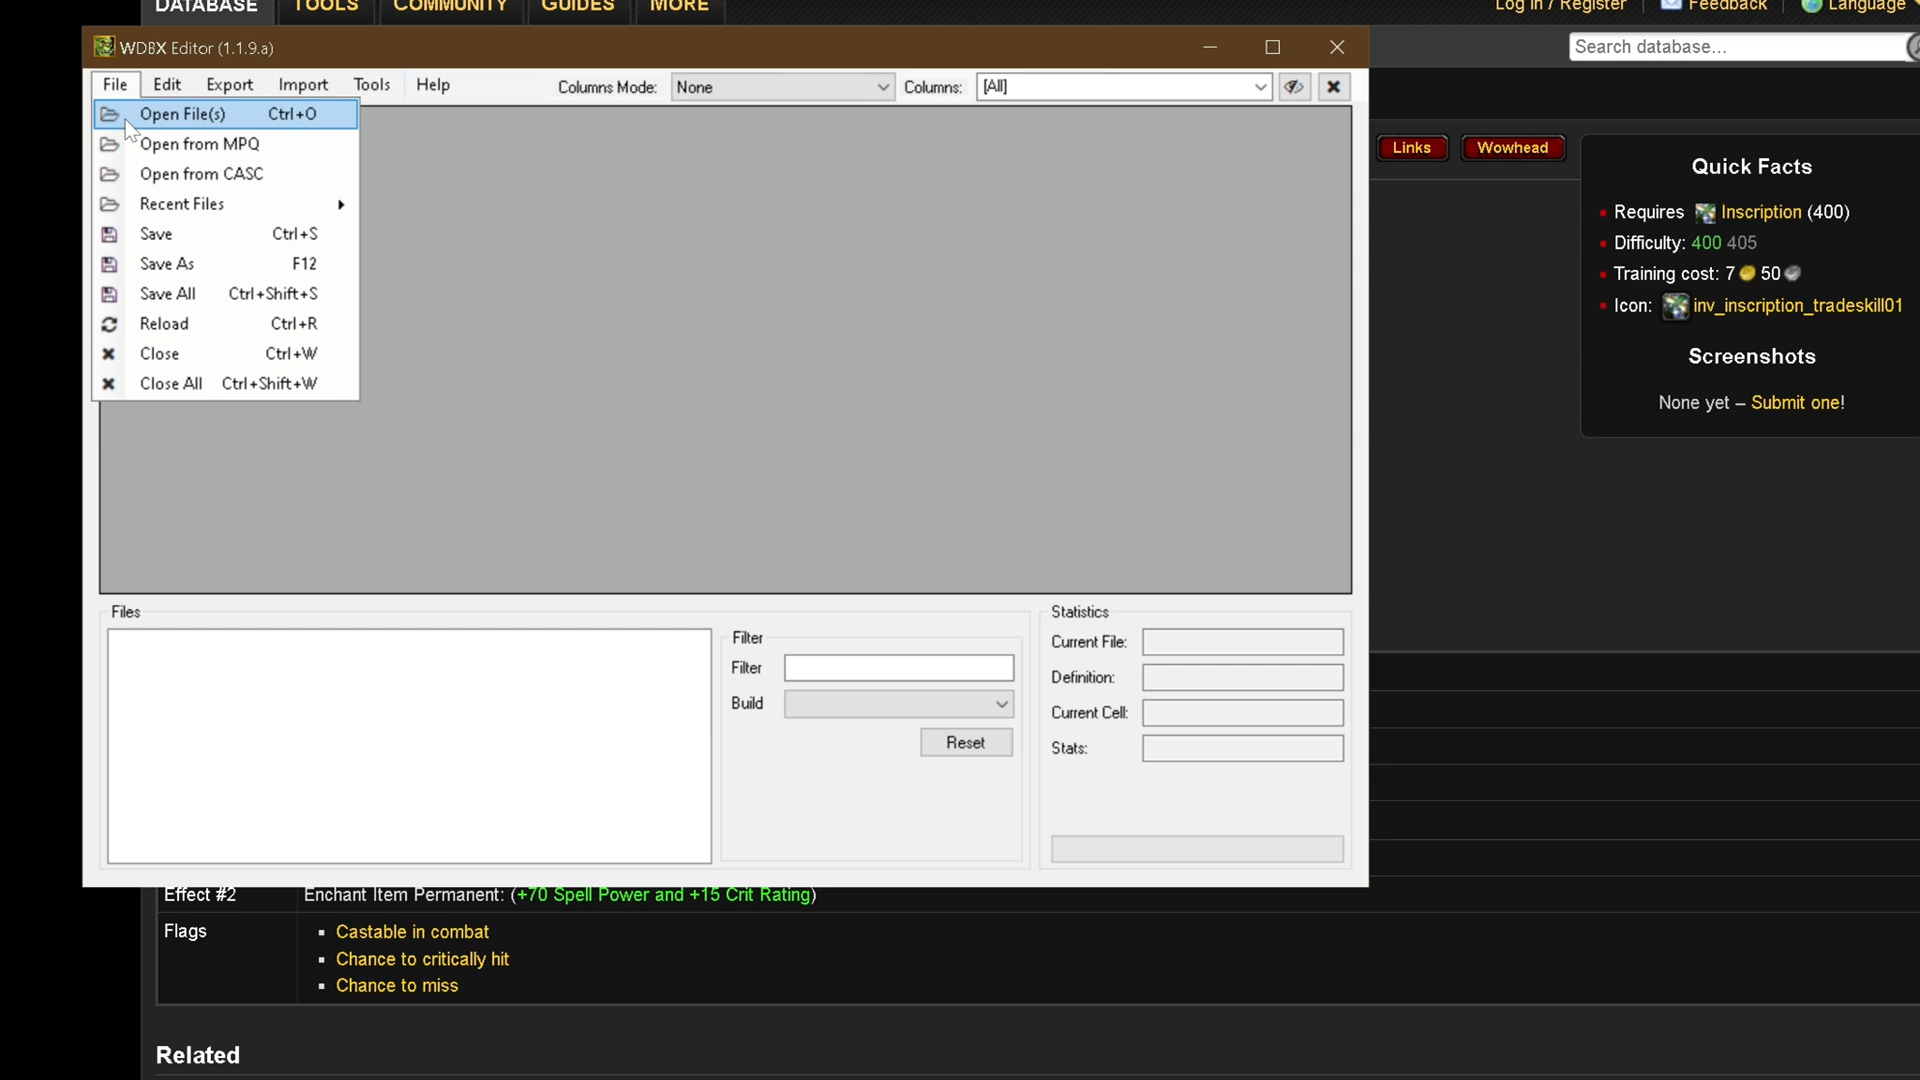 DATABASE TOOLS COMMUNITY GUIDES MORE
Log in / Register Feedback Language
WDBX Editor (1.1.9.a)
Search database...
File Edit Export Import Tools Help Columns Mode: None Columns: [All]
Open File(s) Ctrl+O
Open from MPQ
Open from CASC
Recent Files
Save Ctrl+S
Save As F12
Save All Ctrl+Shift+S
Reload Ctrl+R
Close Ctrl+W
Close All Ctrl+Shift+W
Links Wowhead
Quick Facts
Requires Inscription (400)
Difficulty: 400 405
Training cost: 7 50
Icon: inv_inscription_tradeskill01
Screenshots
None yet – Submit one!
Files
Filter
Filter
Build
Reset
Statistics
Current File:
Definition:
Current Cell:
Stats:
Effect #2 Enchant Item Permanent: (+70 Spell Power and +15 Crit Rating)
Flags
Castable in combat
Chance to critically hit
Chance to miss
Related